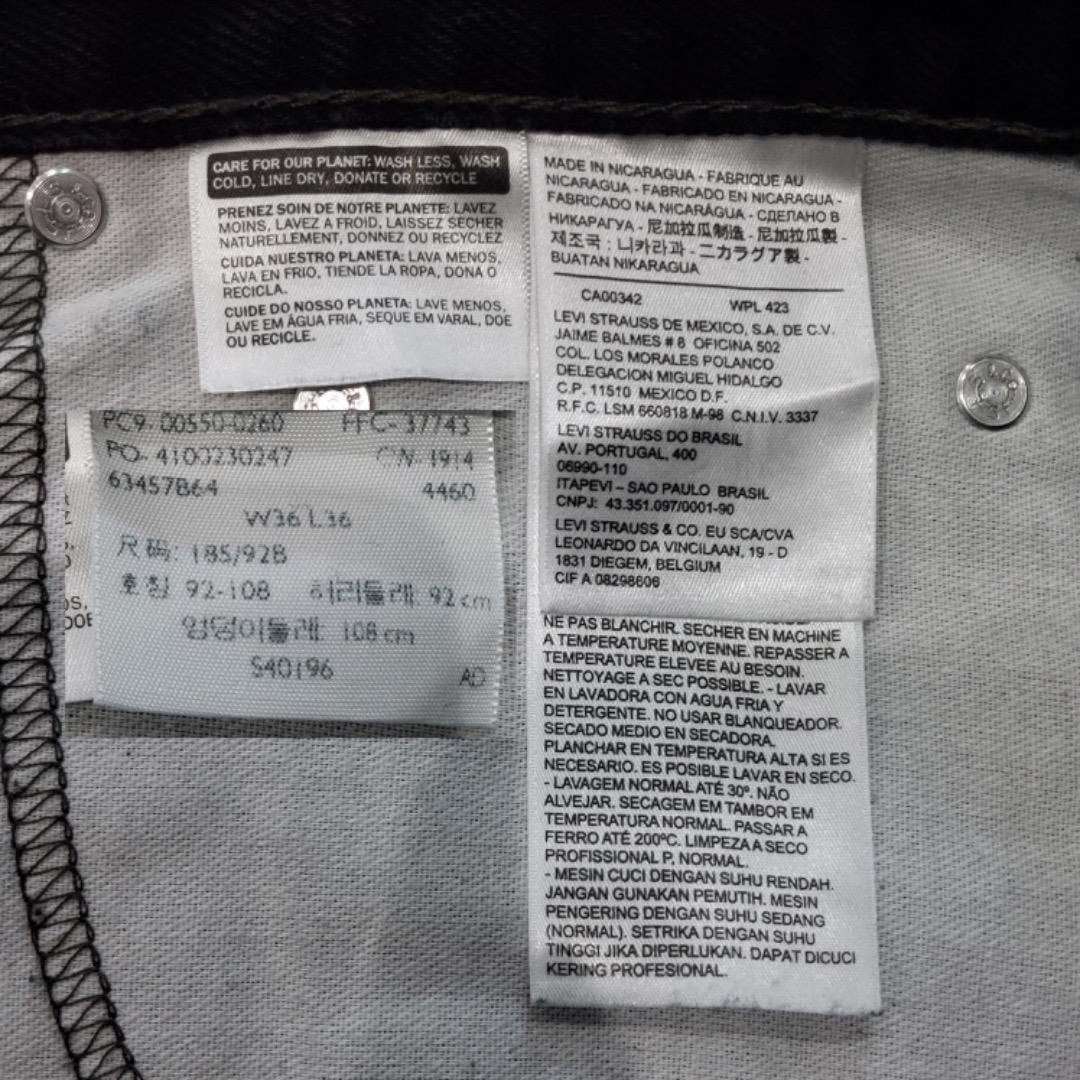 CARE FOR OUR PLANET: WASH LESS, WASH
COLD, LINE DRY, DONATE OR RECYCLE
PRENEZ SOIN DE NOTRE PLANETE: LAVEZ
MOINS, LAVEZ A FROID, LAISSEZ SECHER
NATURELLEMENT, DONNEZ OU RECYCLEZ
CUIDA NUESTRO PLANETA: LAVA MENOS,
LAVA EN FRIO, TIENDE LA ROPA, DONA O
RECICLA.
CUIDE DO NOSSO PLANETA: LAVE MENOS,
LAVE EM ÁGUA FRIA, SEQUE EM VARAL, DOE
OU RECICLE.
PC9- 00550-0260 FFC- 37743
PO- 4100230247 CN- 1914
63457B64 4460
W36 L36
尺 码: 185/92B
호칭 92-108 허리둘레: 92 cm
엉덩이둘레: 108 cm
S40196 AD
MADE IN NICARAGUA - FABRIQUE AU
NICARAGUA - FABRICADO EN NICARAGUA -
FABRICADO NA NICARÁGUA - СДЕЛАНО В
НИКАРАГУА - 尼加拉瓜制造 - 尼加拉瓜製 -
제조국 : 니카라과 - ニカラグア製 -
BUATAN NIKARAGUA
CA00342 WPL 423
LEVI STRAUSS DE MEXICO, S.A. DE C.V.
JAIME BALMES # 8 OFICINA 502
COL. LOS MORALES POLANCO
DELEGACION MIGUEL HIDALGO
C.P. 11510 MEXICO D.F.
R.F.C. LSM 660818 M-98 C.N.I.V. 3337
LEVI STRAUSS DO BRASIL
AV. PORTUGAL, 400
06990-110
ITAPEVI – SAO PAULO BRASIL
CNPJ: 43.351.097/0001-90
LEVI STRAUSS & CO. EU SCA/CVA
LEONARDO DA VINCILAAN, 19 - D
1831 DIEGEM, BELGIUM
CIF A 08298606
NE PAS BLANCHIR. SECHER EN MACHINE
A TEMPERATURE MOYENNE. REPASSER A
TEMPERATURE ELEVEE AU BESOIN.
NETTOYAGE A SEC POSSIBLE. - LAVAR
EN LAVADORA CON AGUA FRIA Y
DETERGENTE. NO USAR BLANQUEADOR.
SECADO MEDIO EN SECADORA.
PLANCHAR EN TEMPERATURA ALTA SI ES
NECESARIO. ES POSIBLE LAVAR EN SECO.
- LAVAGEM NORMAL ATÉ 30º. NÃO
ALVEJAR. SECAGEM EM TAMBOR EM
TEMPERATURA NORMAL. PASSAR A
FERRO ATÉ 200ºC. LIMPEZA A SECO
PROFISSIONAL P, NORMAL.
- MESIN CUCI DENGAN SUHU RENDAH.
JANGAN GUNAKAN PEMUTIH. MESIN
PENGERING DENGAN SUHU SEDANG
(NORMAL). SETRIKA DENGAN SUHU
TINGGI JIKA DIPERLUKAN. DAPAT DICUCI
KERING PROFESIONAL.